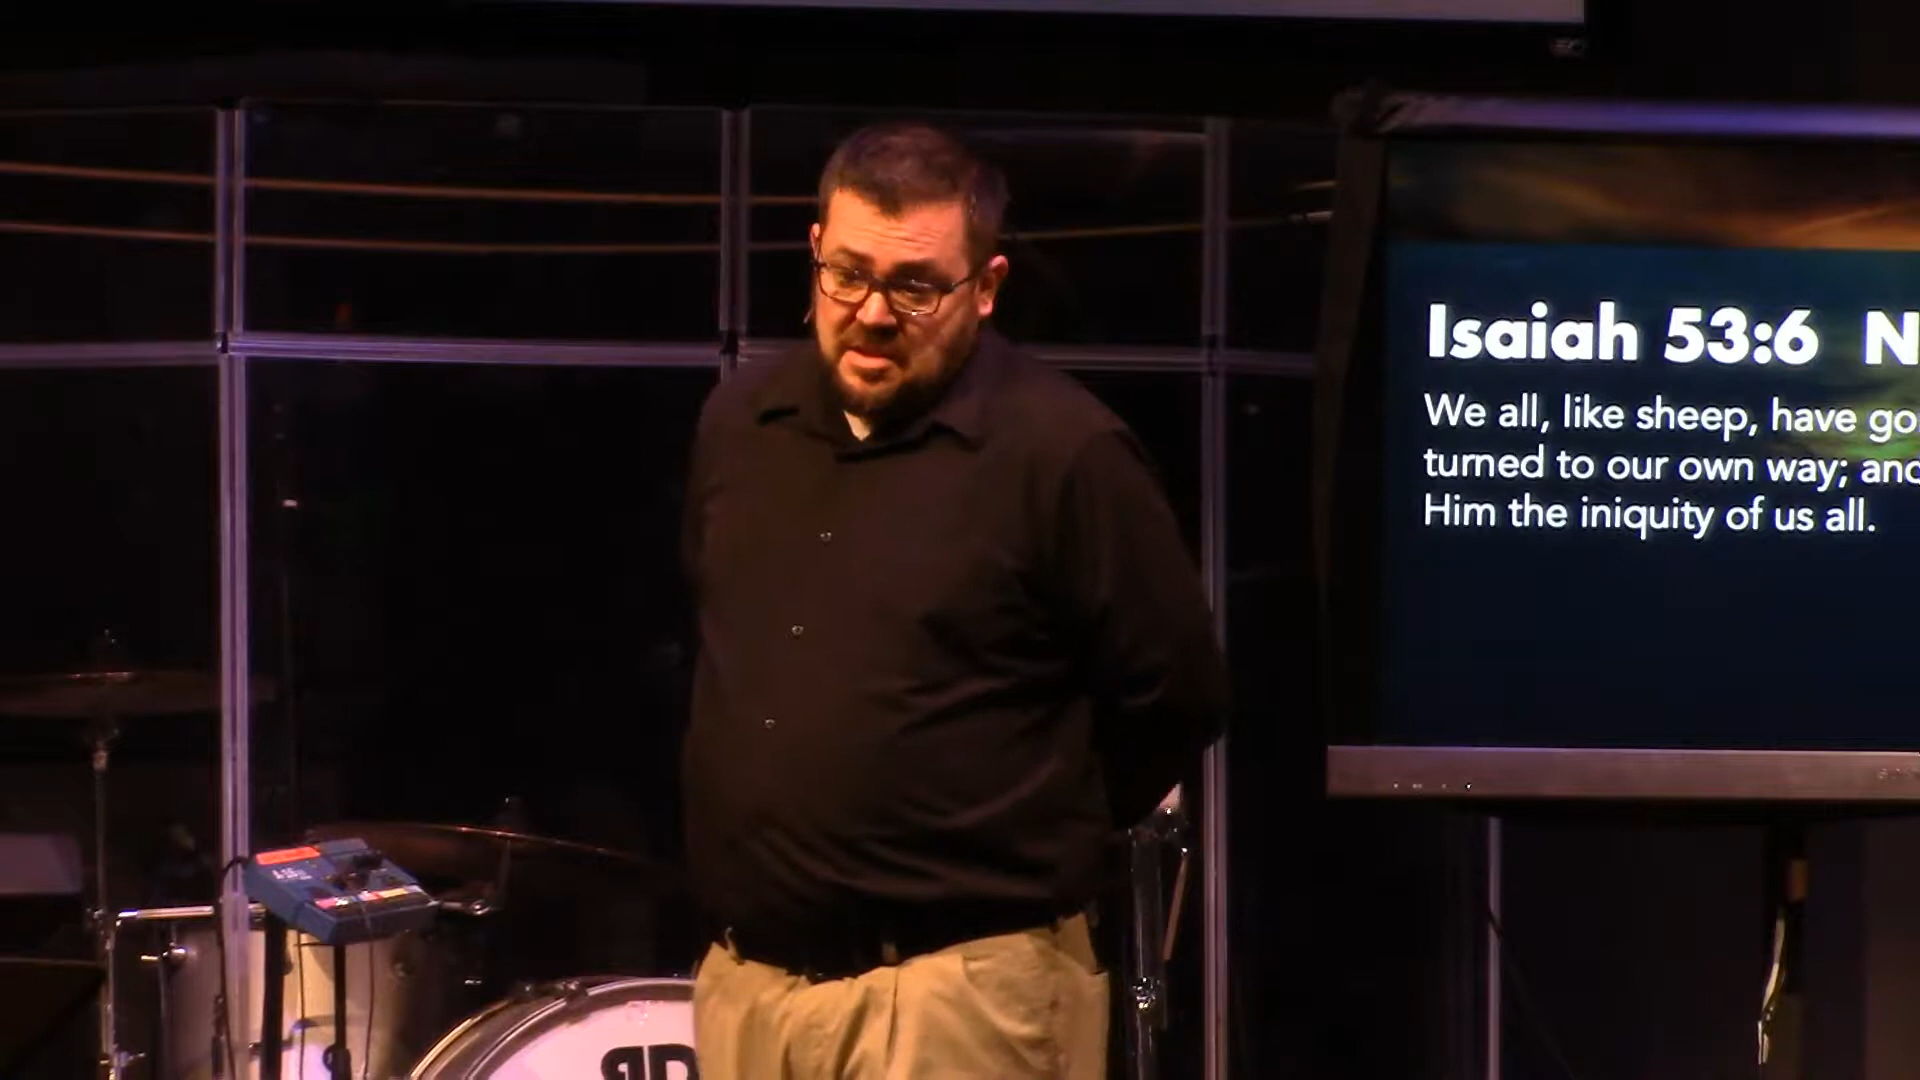 Isaiah 53:6 N
We all, like sheep, have go
turned to our own way; and
Him the iniquity of us all.